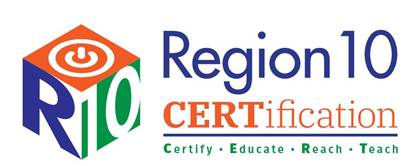 R10
Region 10
CERTification
Certify • Educate • Reach • Teach